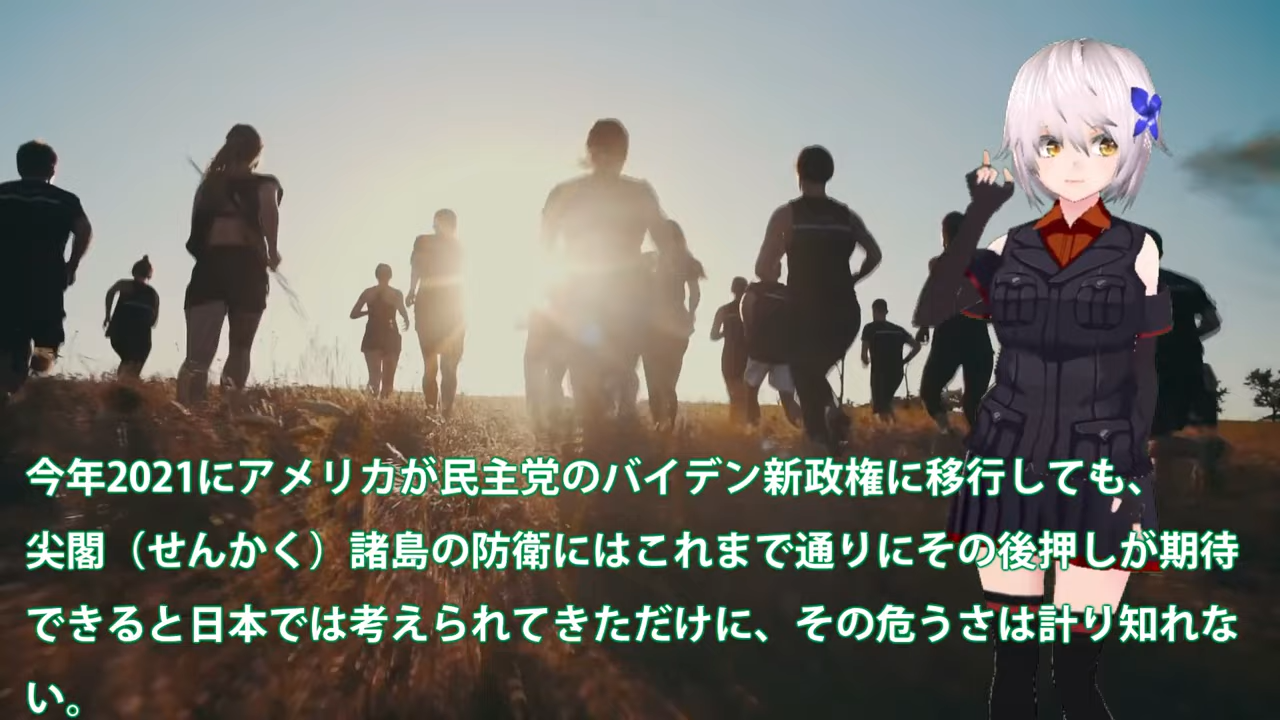 今年2021にアメリカが民主党のバイデン新政権に移行しても、
尖閣（せんかく）諸島の防衛にはこれまで通りにその後押しが期待
できると日本では考えられてきただけに、その危うさは計り知れな
い。